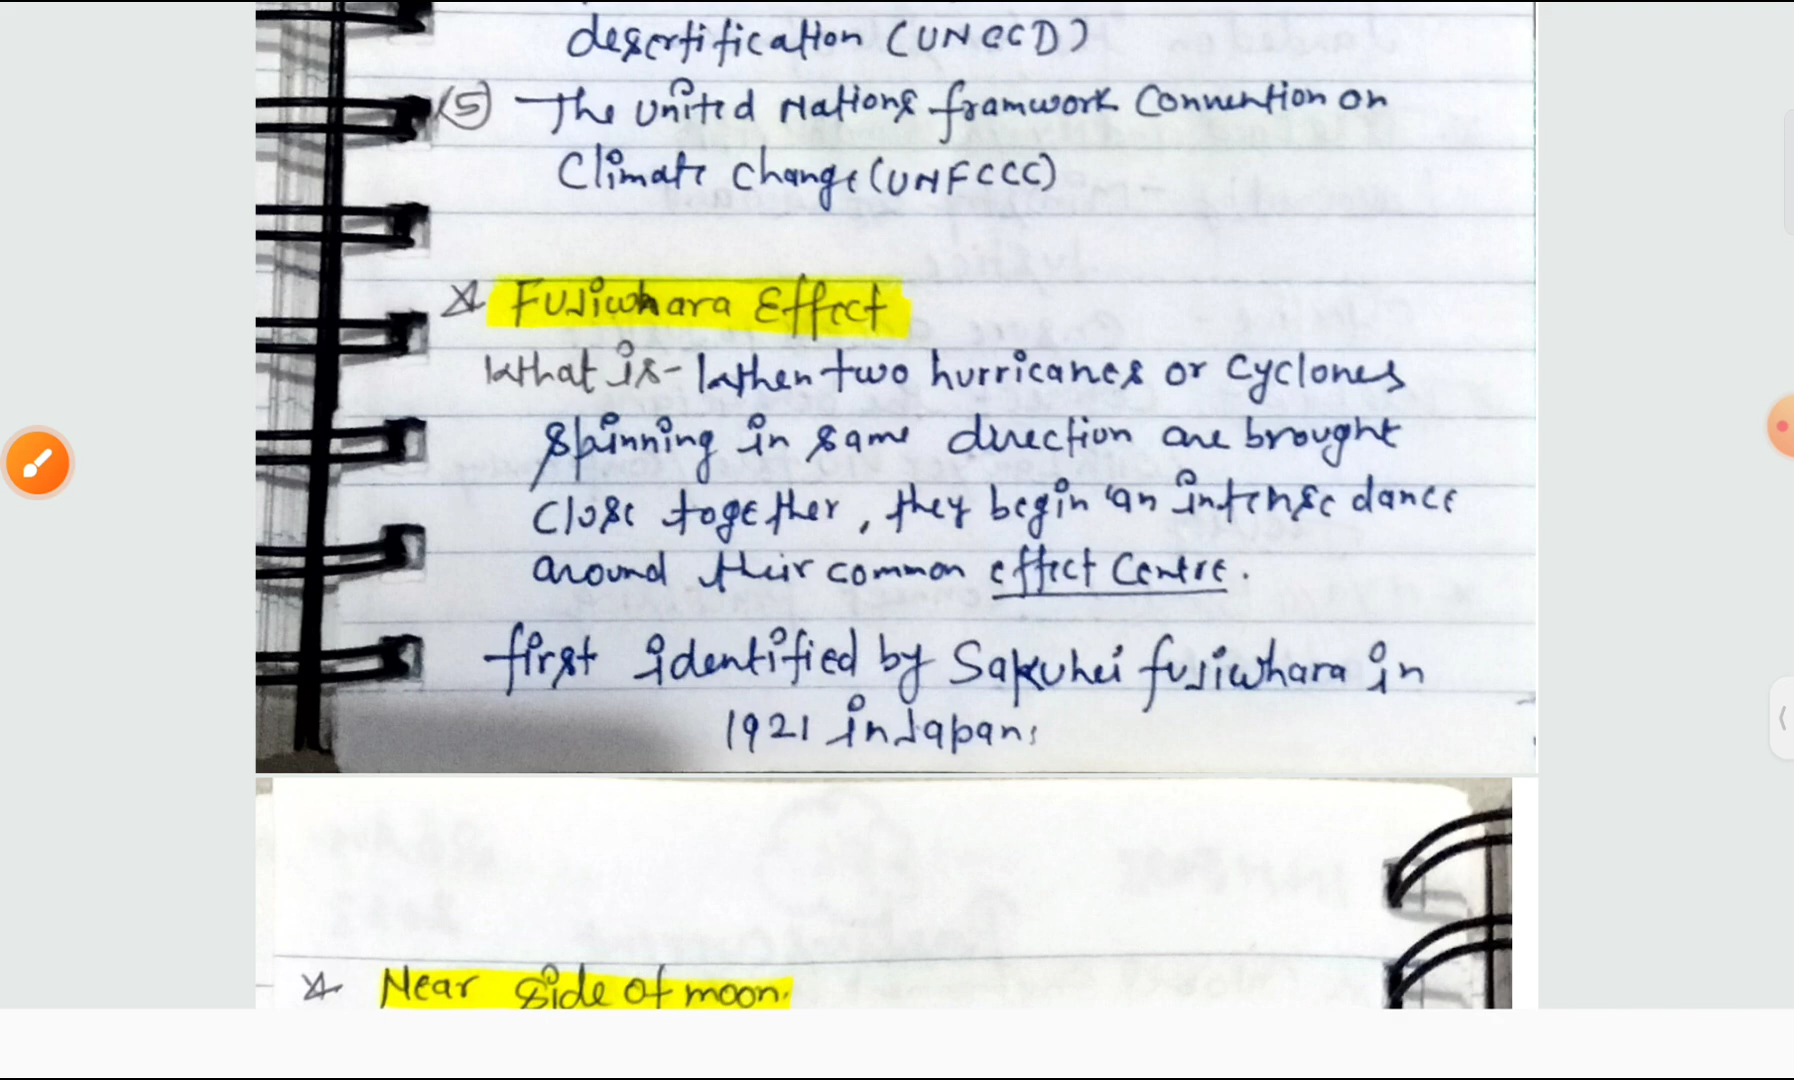 desertification (UNCCD)
(5) The United Nations framwork Convention on
Climate change (UNFCCC)
Fujiwhara Effect
What is - When two hurricanes or cyclones
spinning in same direction are brought
close together, they begin an intense dance
around their common effect Centre.
first identified by Sakuhei fujiwhara in
1921 in Japan.
Near side of moon.